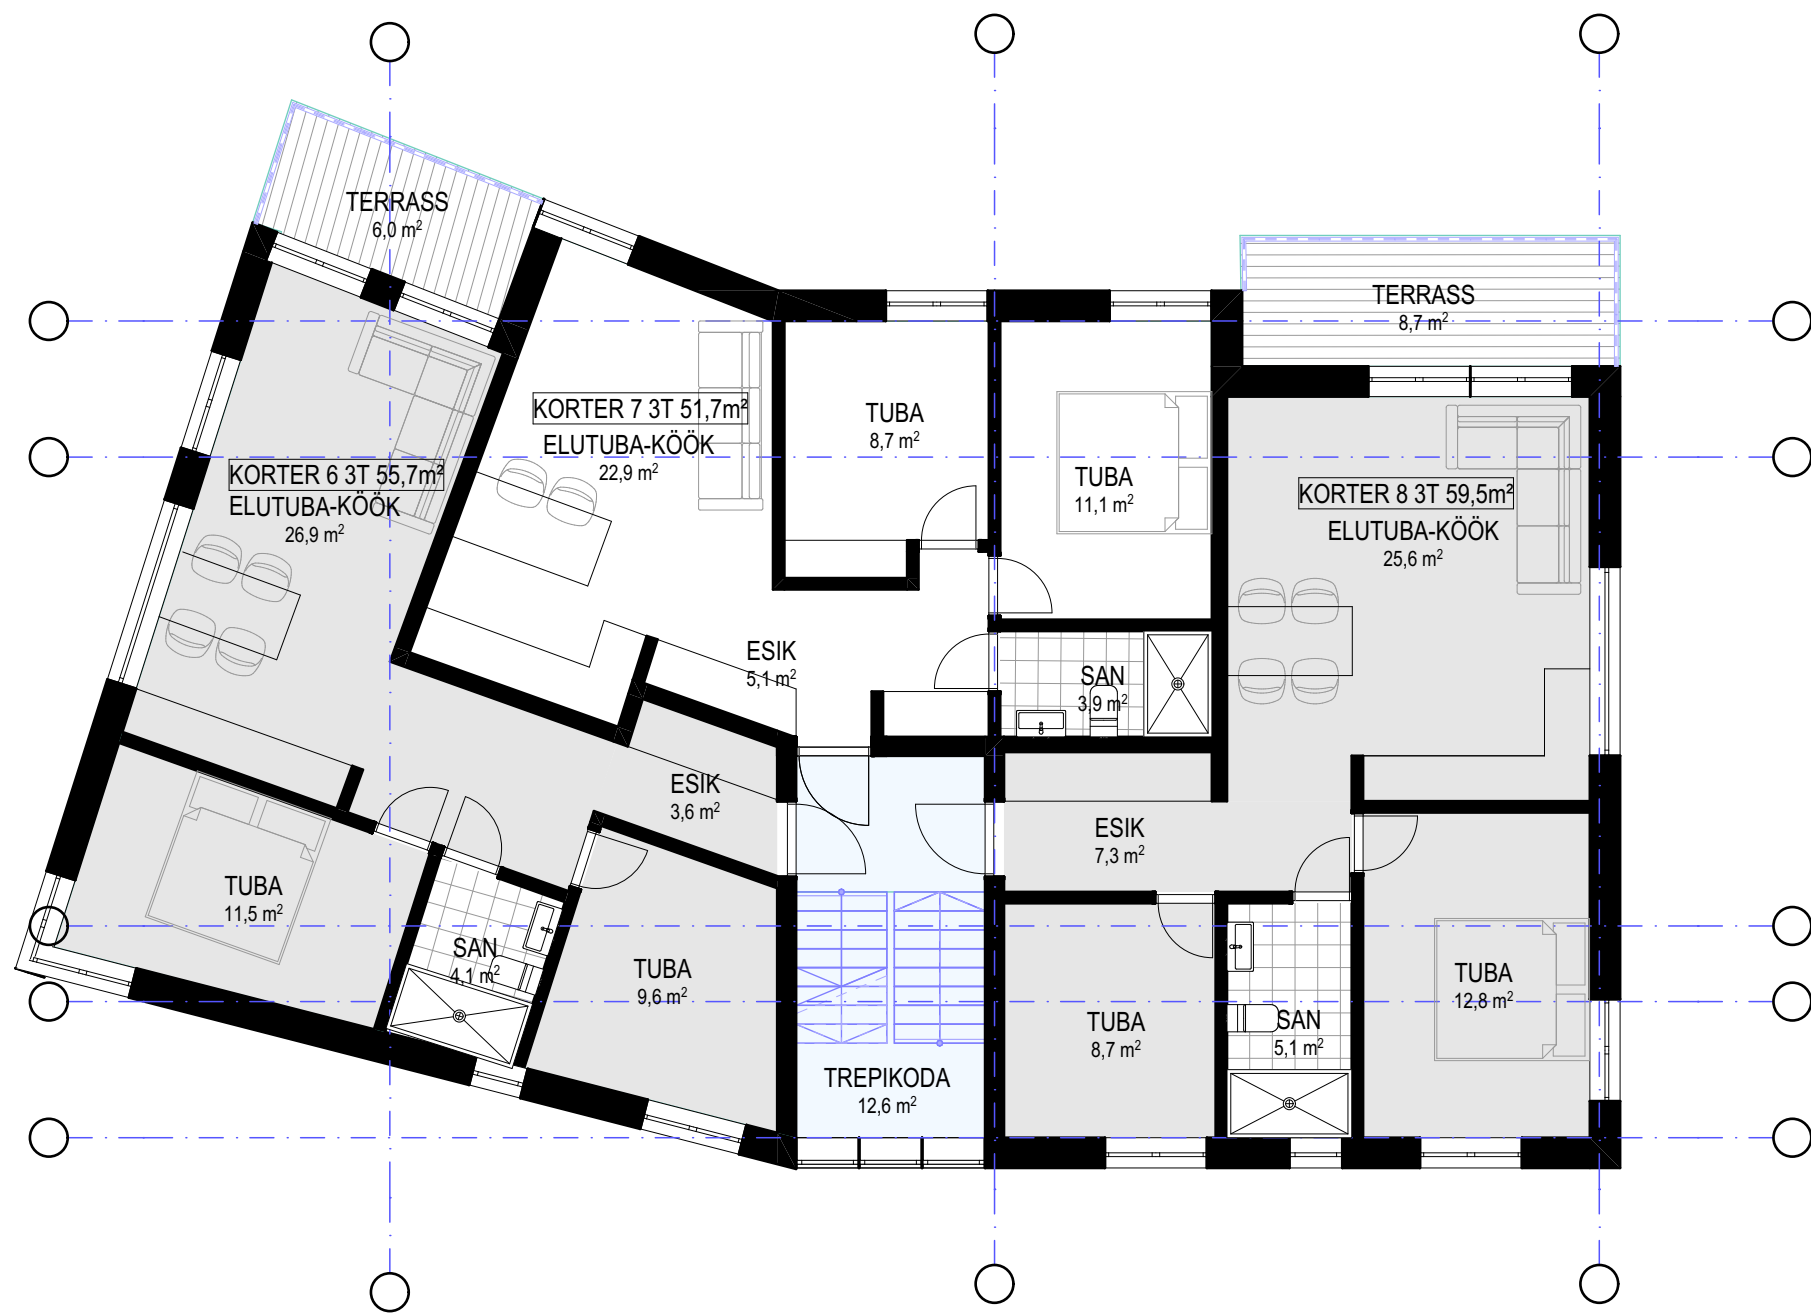 TERRASS
6,0 m²
TERRASS
8,7 m²
KORTER 7 3T 51,7m²
ELUTUBA-KÖÖK
22,9 m²
TUBA
8,7 m²
TUBA
11,1 m²
KORTER 6 3T 55,7m²
ELUTUBA-KÖÖK
26,9 m²
KORTER 8 3T 59,5m²
ELUTUBA-KÖÖK
25,6 m²
ESIK
5,1 m²
SAN
3,9 m²
ESIK
3,6 m²
ESIK
7,3 m²
TUBA
11,5 m²
SAN
4,1 m²
TUBA
9,6 m²
TREPIKODA
12,6 m²
TUBA
8,7 m²
SAN
5,1 m²
TUBA
12,8 m²